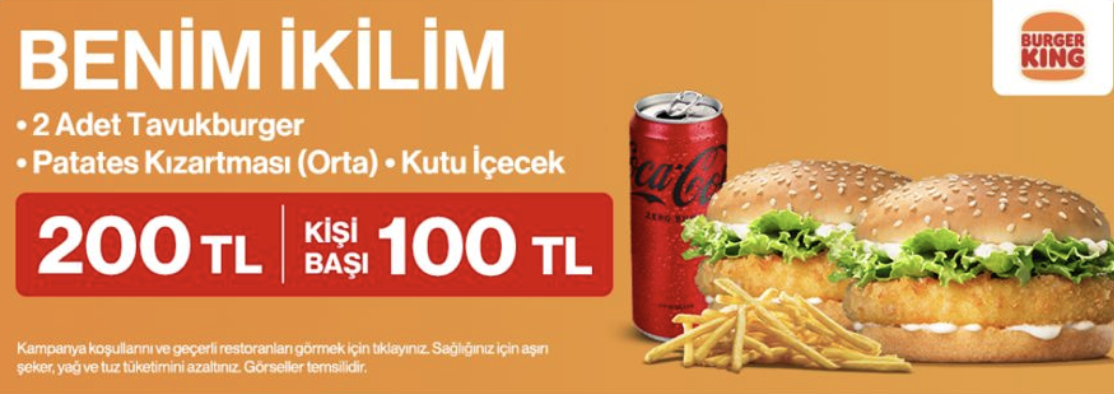 BENİM İKİLİM
• 2 Adet Tavukburger
• Patates Kızartması (Orta) • Kutu İçecek
200 TL
KİŞİ
BAŞI
100 TL
Kampanya koşullarını ve geçerli restoranları görmek için tıklayınız. Sağlığınız için aşırı
şeker, yağ ve tuz tüketimini azaltınız. Görseller temsilidir.
BURGER
KING
Coca-Cola